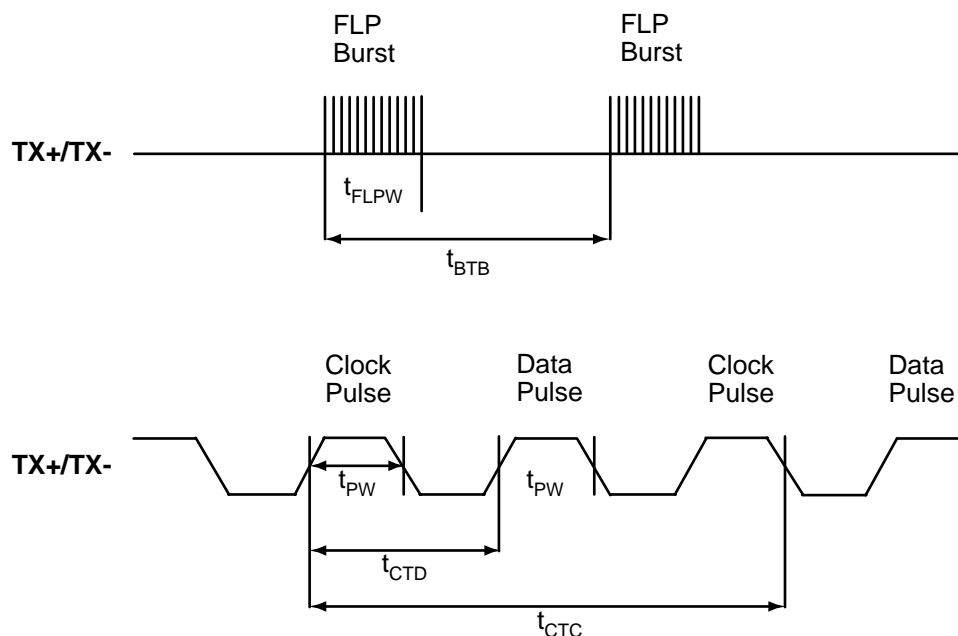 FLP
Burst
FLP
Burst
TX+/TX-
tFLPW
tBTB
Clock
Pulse
Data
Pulse
Clock
Pulse
Data
Pulse
TX+/TX-
tPW
tPW
tCTD
tCTC